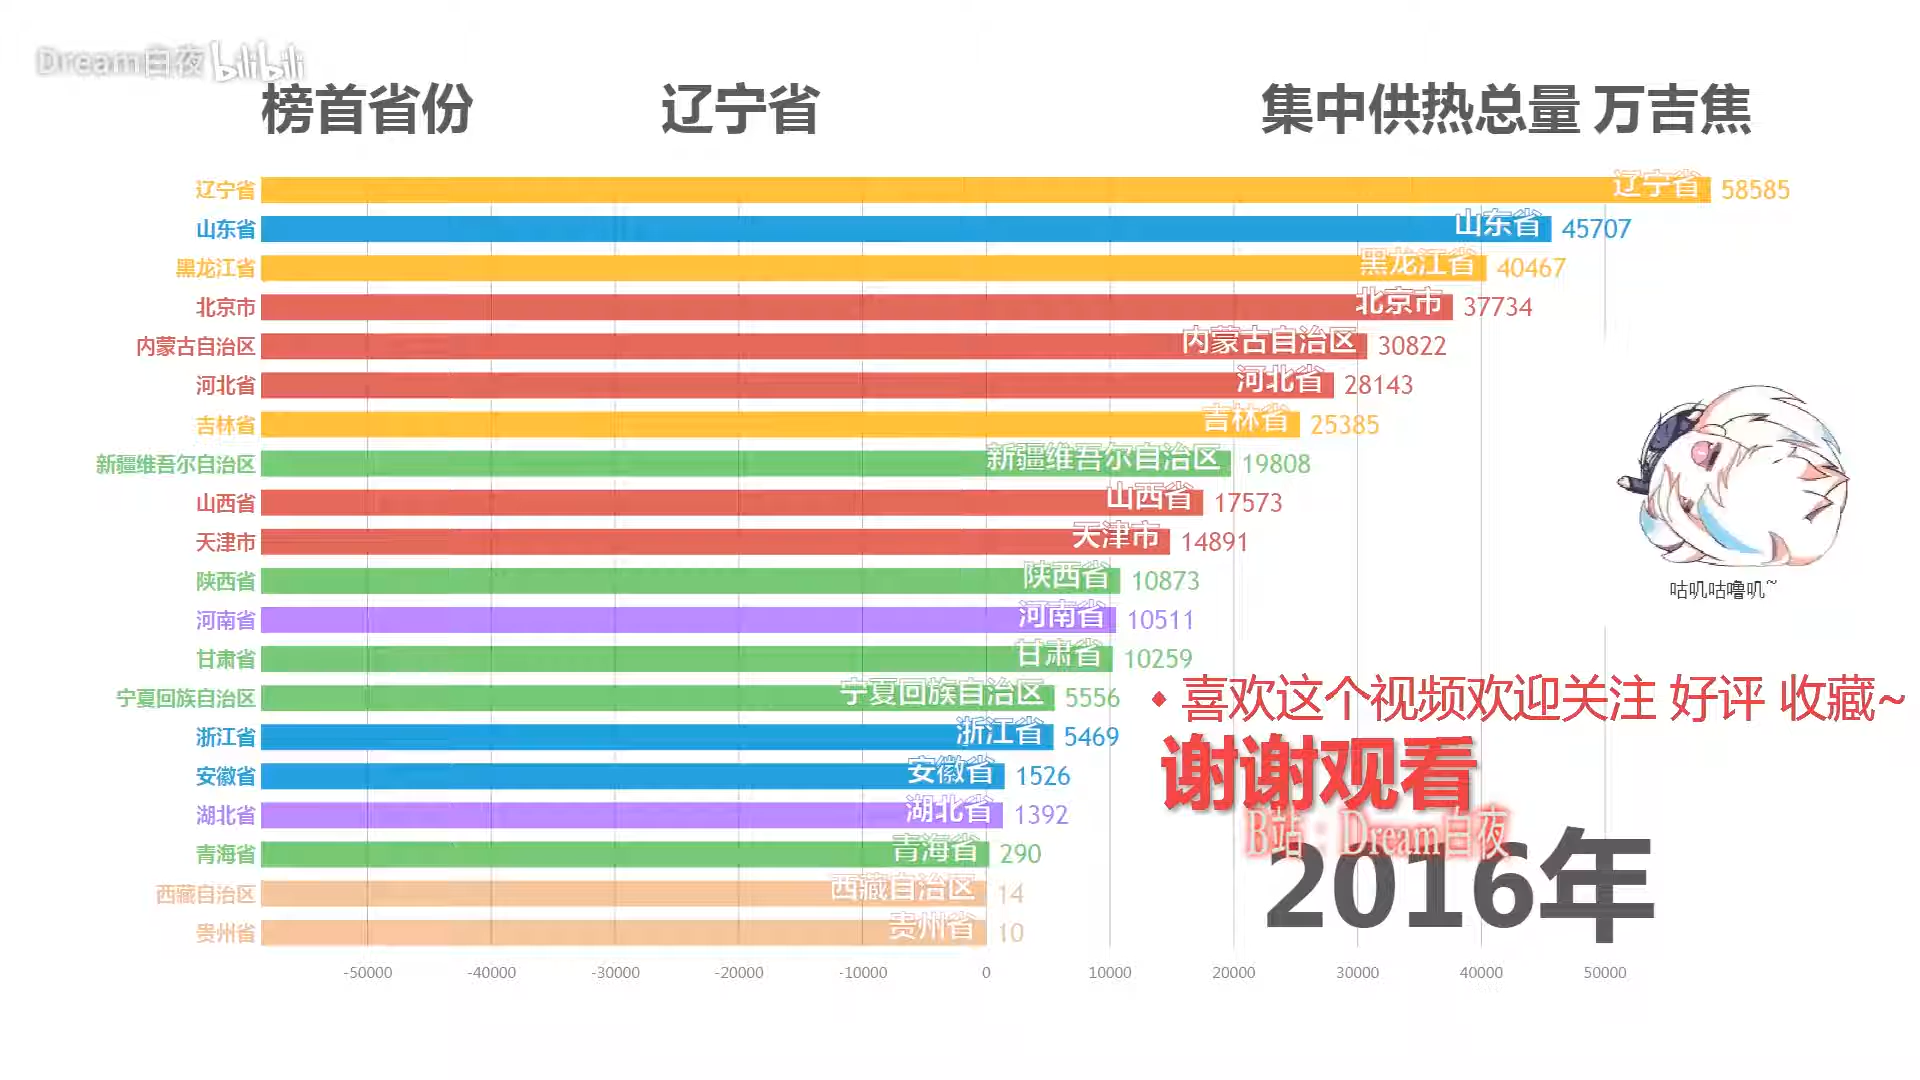 Dream白夜 bilibili
榜首省份 辽宁省 集中供热总量 万吉焦
辽宁省 辽宁省 58585
山东省 山东省 45707
黑龙江省 黑龙江省 40467
北京市 北京市 37734
内蒙古自治区 内蒙古自治区 30822
河北省 河北省 28143
吉林省 吉林省 25385
新疆维吾尔自治区 新疆维吾尔自治区 19808
山西省 山西省 17573
天津市 天津市 14891
陕西省 陕西省 10873
咕叽咕噜叽~
河南省 河南省 10511
甘肃省 甘肃省 10259
宁夏回族自治区 宁夏回族自治区 5556
• 喜欢这个视频欢迎关注 好评 收藏~
浙江省 浙江省 5469
谢谢观看
安徽省 安徽省 1526
湖北省 湖北省 1392
B站：Dream白夜
青海省 青海省 290
2016年
西藏自治区 西藏自治区 14
贵州省 贵州省 10
-50000 -40000 -30000 -20000 -10000 0 10000 20000 30000 40000 50000